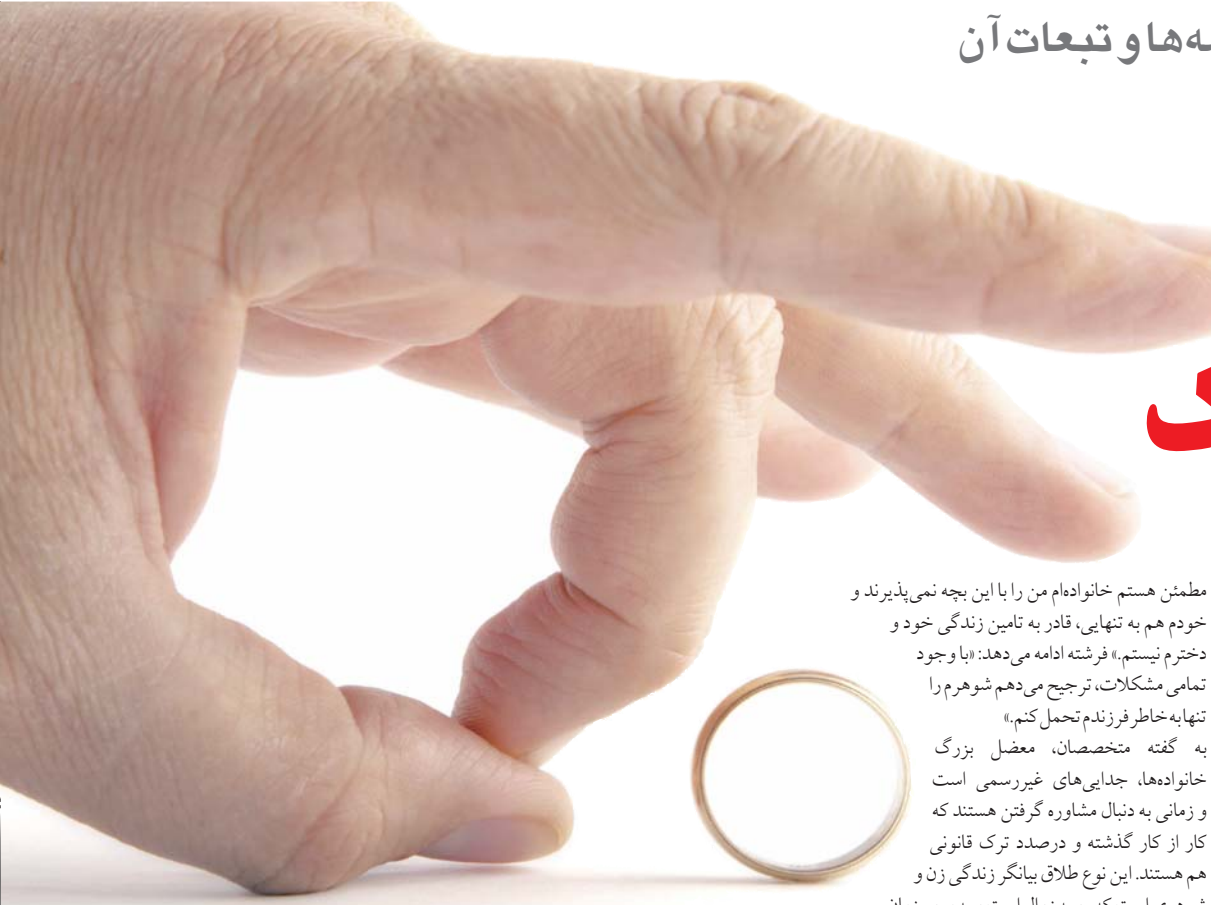 ه‌ها و تبعات آن
ک
مطمئن هستم خانواده‌ام من را با این بچه نمی‌پذیرند و
خودم هم به تنهایی، قادر به تامین زندگی خود و
دخترم نیستم.» فرشته ادامه می‌دهد: «با وجود
تمامی مشکلات، ترجیح می‌دهم شوهرم را
تنها به خاطر فرزندم تحمل کنم.»
به گفته متخصصان، معضل بزرگ
خانواده‌ها، جدایی‌های غیررسمی است
و زمانی به دنبال مشاوره گرفتن هستند که
کار از کار گذشته و درصدد ترک قانونی
هم هستند. این نوع طلاق بیانگر زندگی زن و